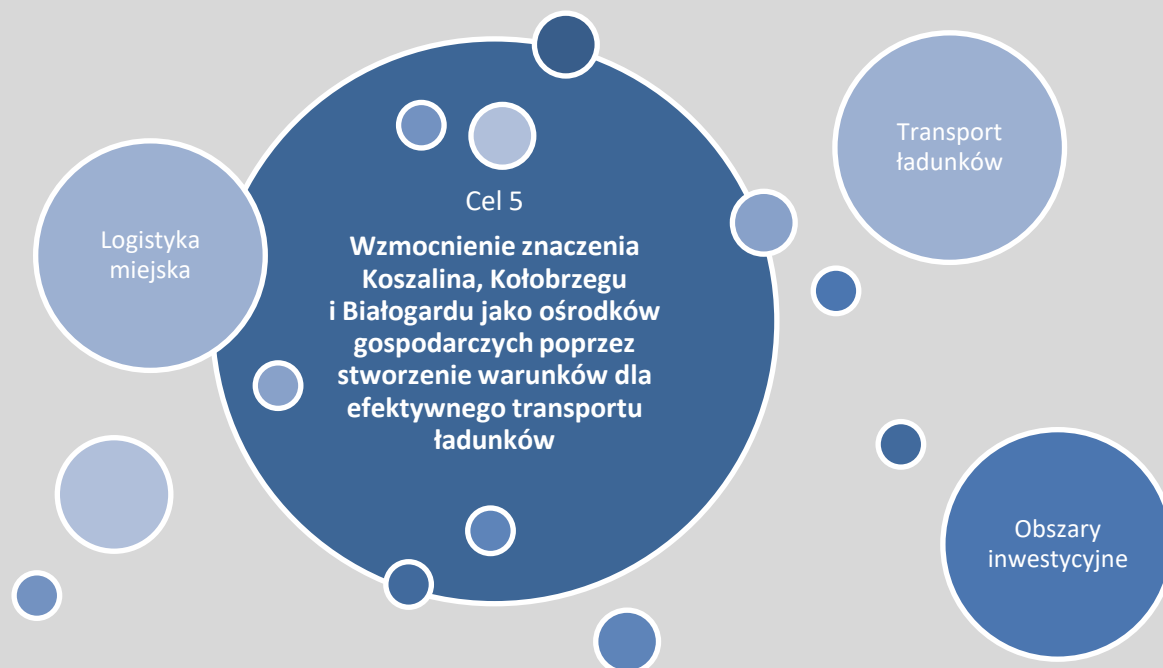 Cel 5
Wzmocnienie znaczenia
Koszalina, Kołobrzegu
i Białogardu jako ośrodków
gospodarczych poprzez
stworzenie warunków dla
efektywnego transportu
ładunków
Logistyka
miejska
Transport
ładunków
Obszary
inwestycyjne